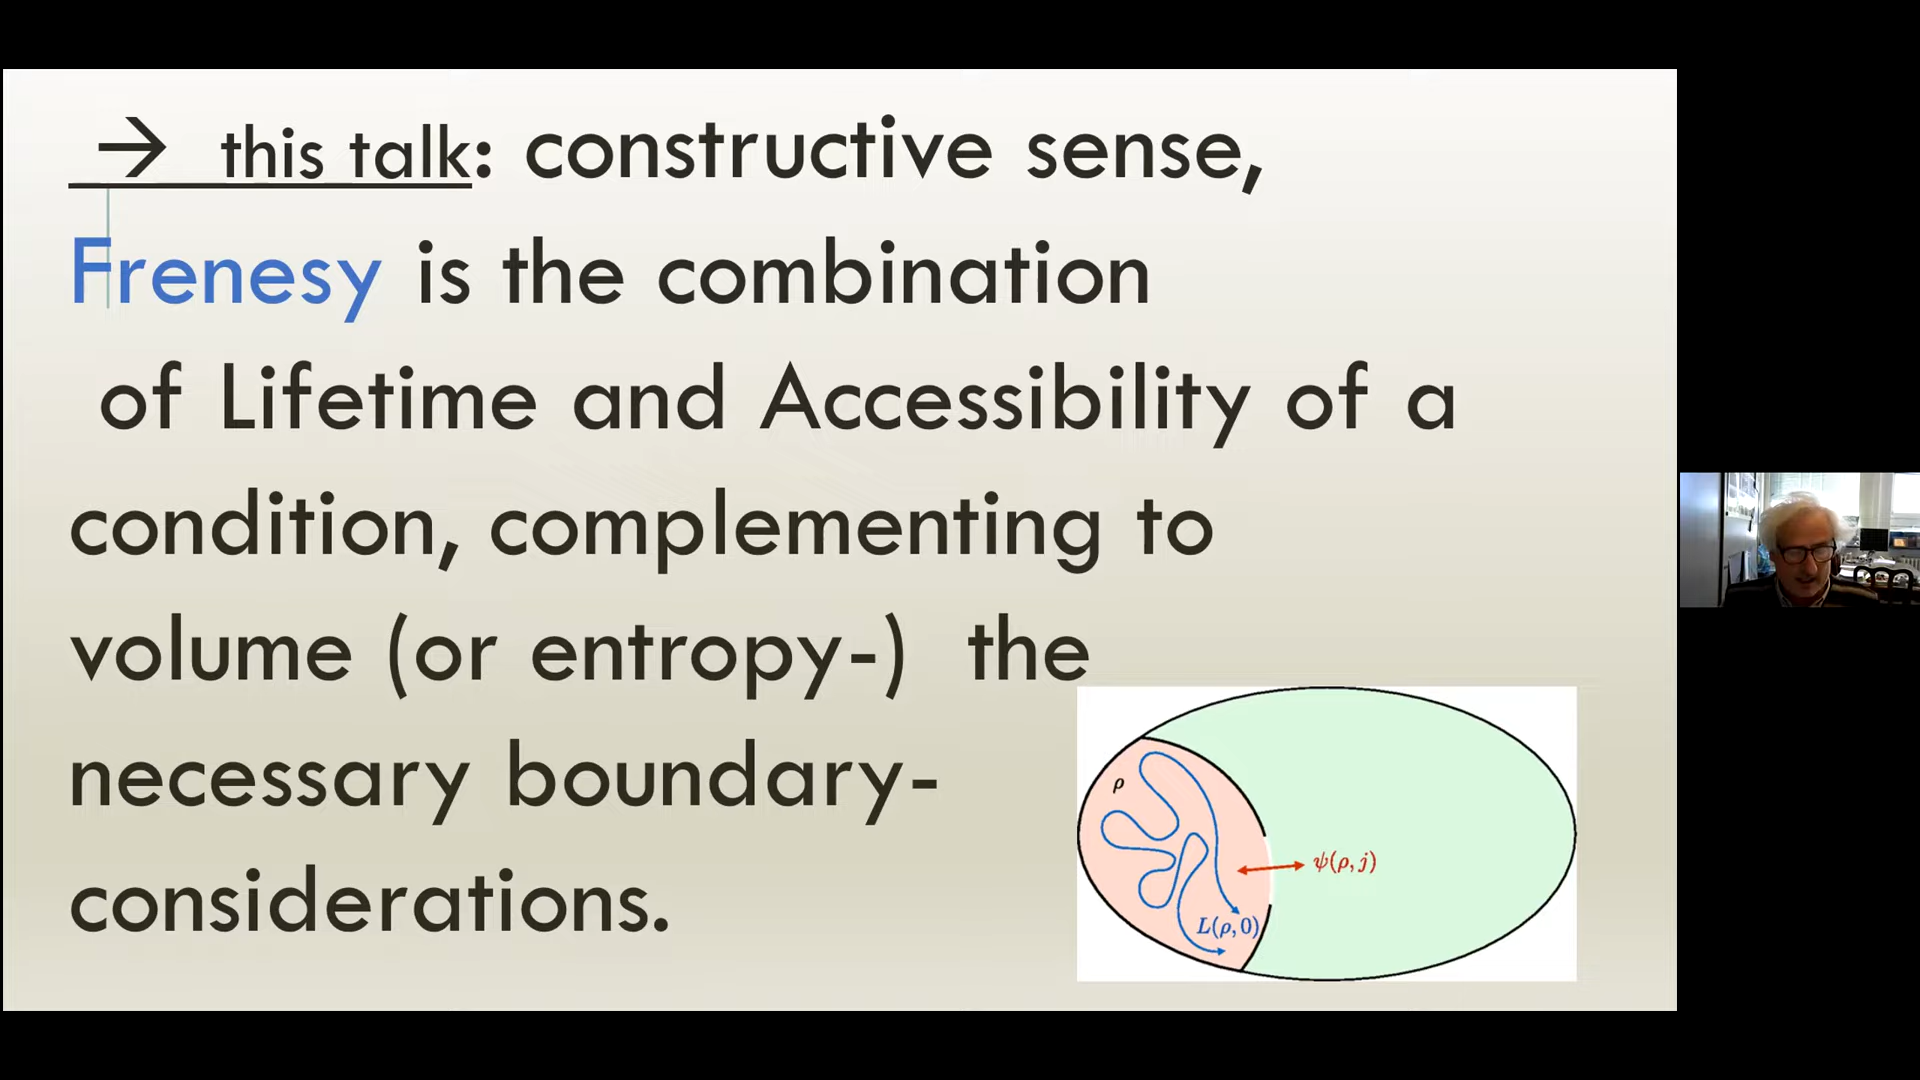 → this talk: constructive sense,
Frenesy is the combination
of Lifetime and Accessibility of a
condition, complementing to
volume (or entropy-) the
necessary boundary-
considerations.
ρ
ψ(ρ, j)
L(ρ,0)